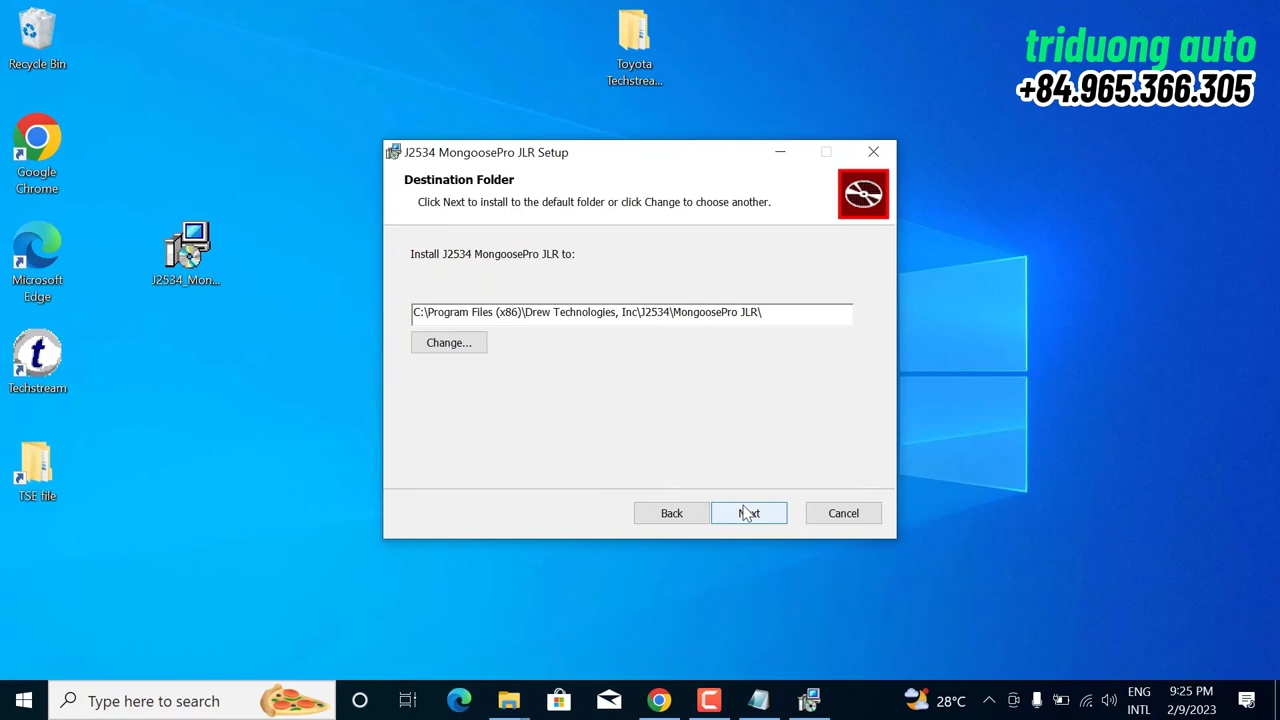 Recycle Bin
Toyota
Techstrea...
triduong auto
+84.965.366.305
Google
Chrome
Microsoft
Edge
J2534_Mon...
Techstream
TSE file
J2534 MongoosePro JLR Setup
Destination Folder
Click Next to install to the default folder or click Change to choose another.
Install J2534 MongoosePro JLR to:
C:\Program Files (x86)\Drew Technologies, Inc\J2534\MongoosePro JLR\
Change...
Back
Next
Cancel
Type here to search
28°C
ENG
INTL
9:25 PM
2/9/2023